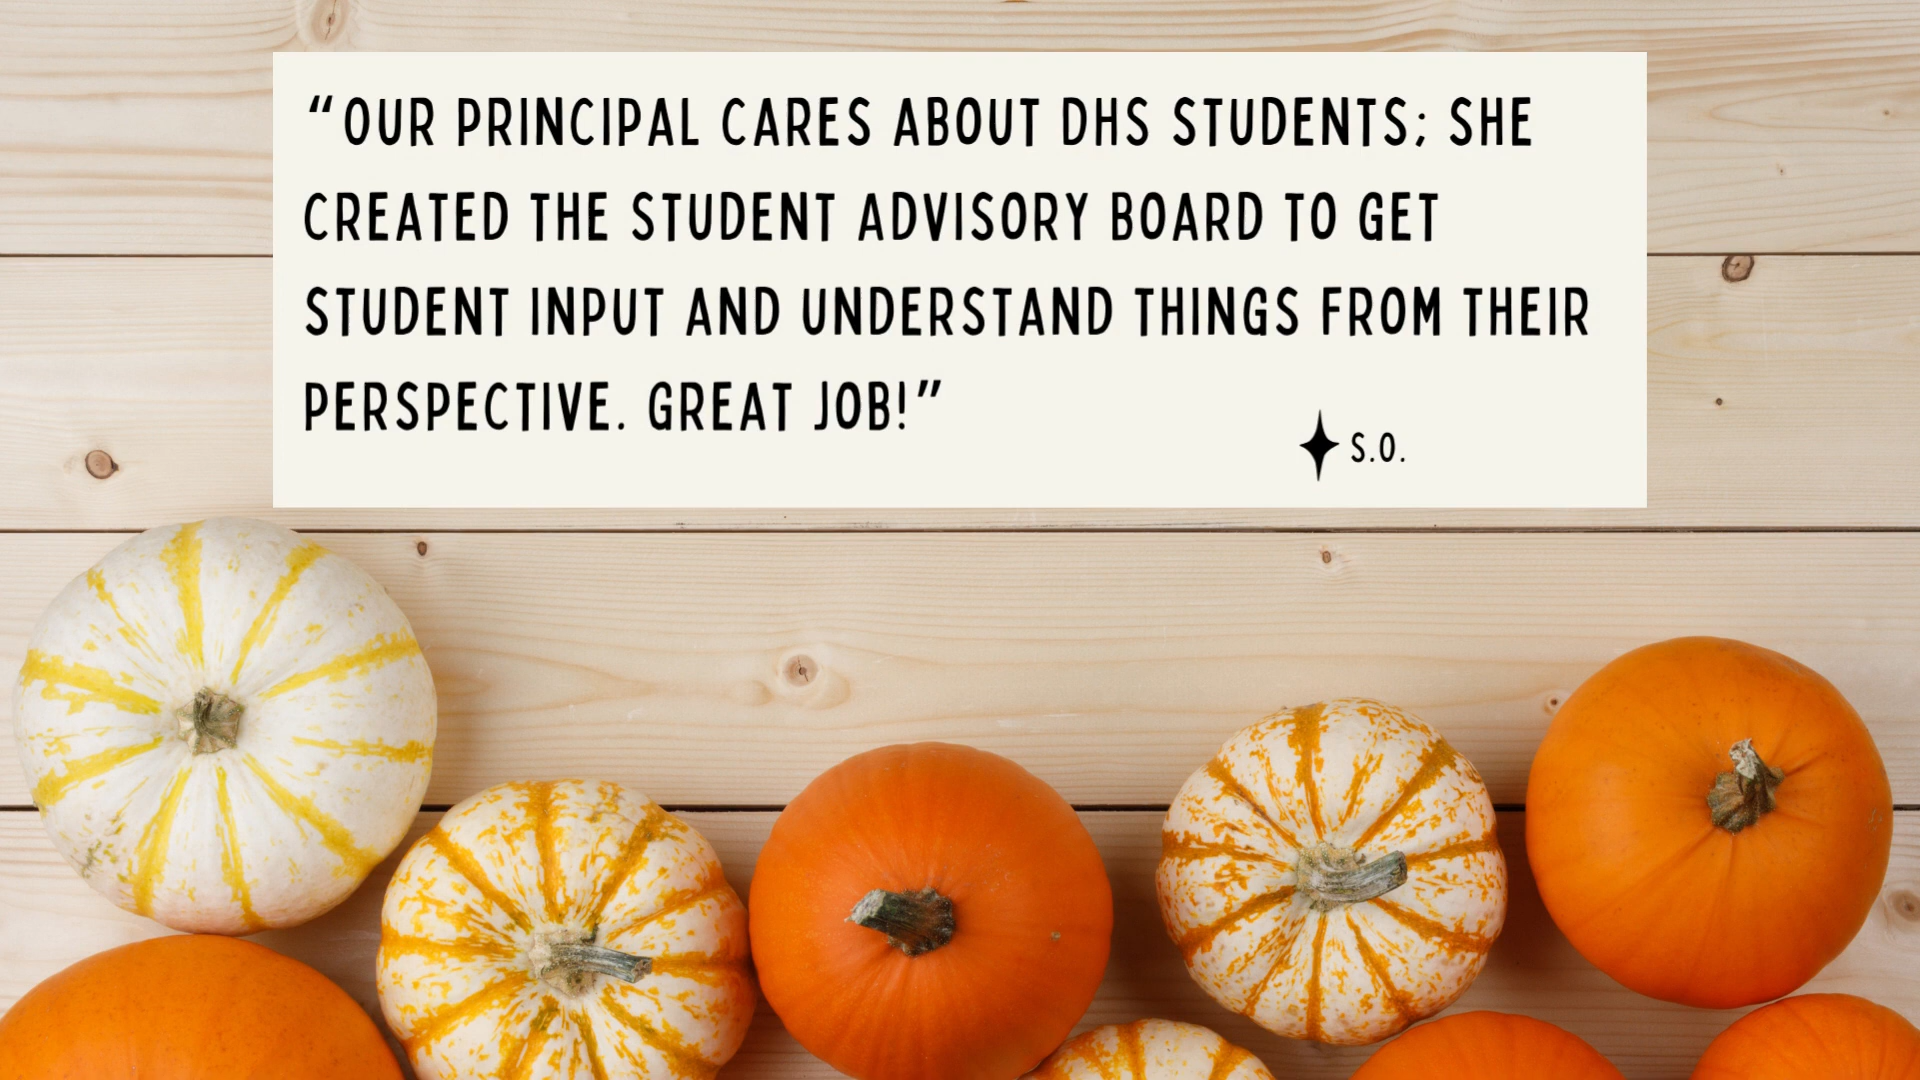 “OUR PRINCIPAL CARES ABOUT DHS STUDENTS; SHE
CREATED THE STUDENT ADVISORY BOARD TO GET
STUDENT INPUT AND UNDERSTAND THINGS FROM THEIR
PERSPECTIVE. GREAT JOB!”
S.O.